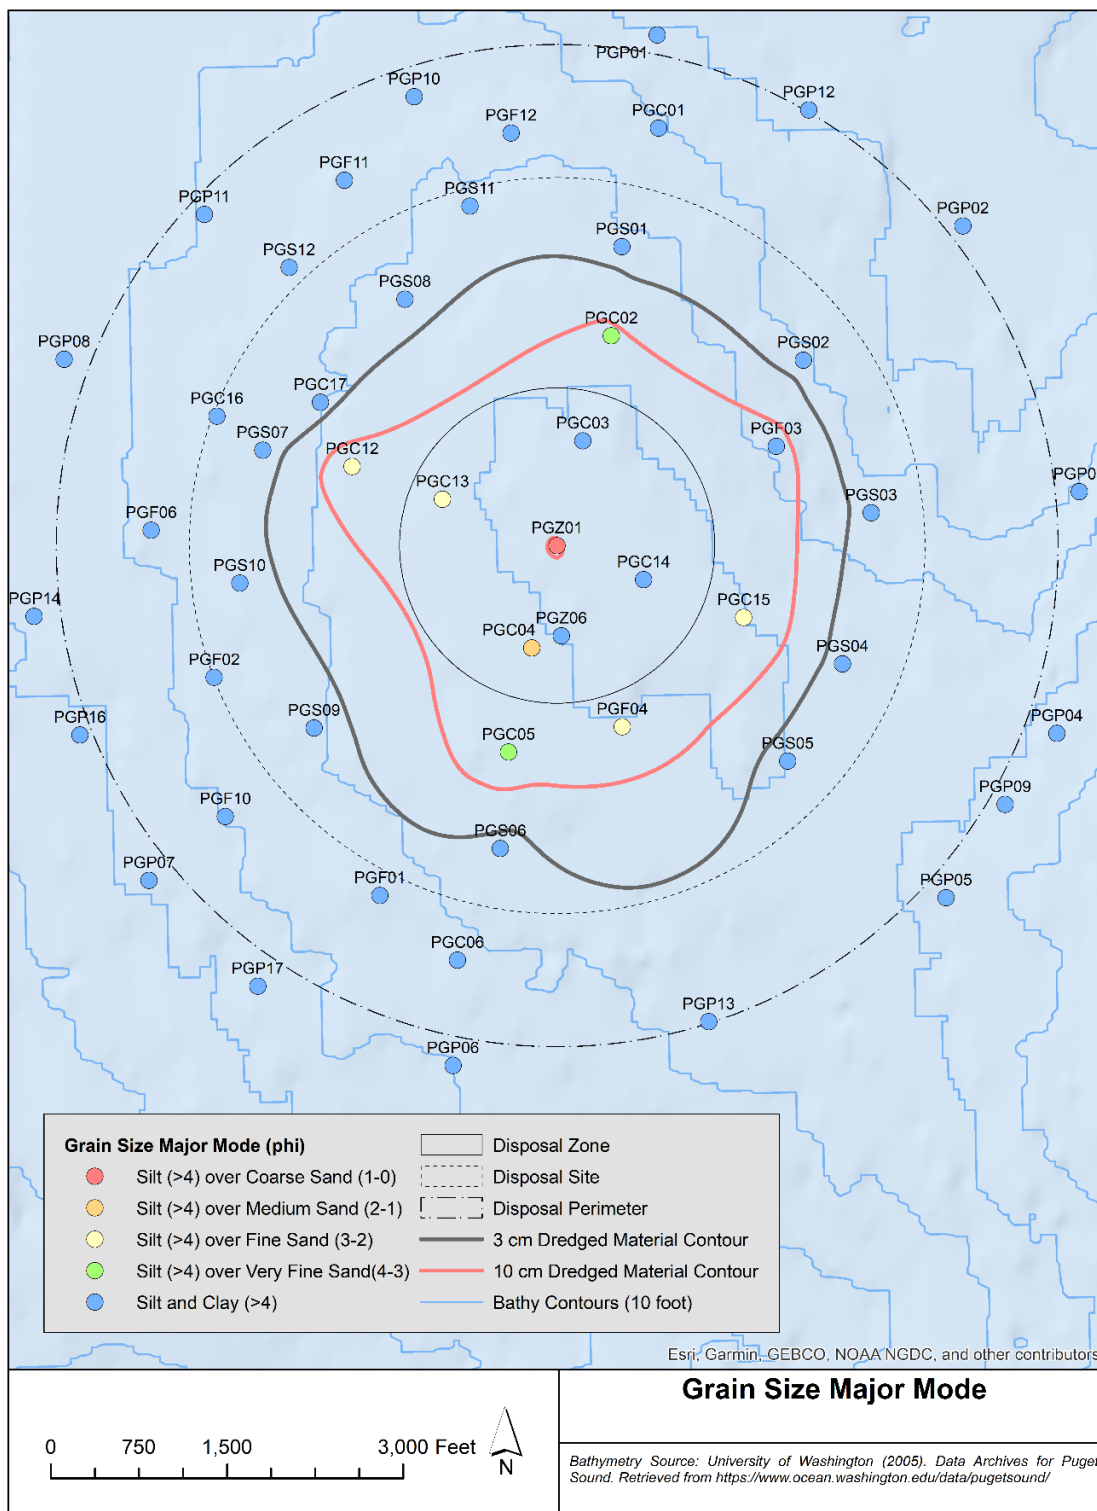 PGP01
PGP10
PGP12
PGF12
PGC01
PGF11
PGP11
PGS11
PGP02
PGS01
PGS12
PGS08
PGC02
PGP08
PGS02
PGC17
PGC16
PGC03
PGF03
PGS07
PGC12
PGC13
PGP0
PGS03
PGF06
PGZ01
PGS10
PGC14
PGP14
PGC15
PGZ06
PGC04
PGS04
PGF02
PGP16
PGS09
PGF04
PGP04
PGC05
PGS05
PGF10
PGP09
PGS06
PGP07
PGF01
PGP05
PGC06
PGP17
PGP13
PGP06
Grain Size Major Mode (phi)
Silt (>4) over Coarse Sand (1-0)
Silt (>4) over Medium Sand (2-1)
Silt (>4) over Fine Sand (3-2)
Silt (>4) over Very Fine Sand(4-3)
Silt and Clay (>4)
Disposal Zone
Disposal Site
Disposal Perimeter
3 cm Dredged Material Contour
10 cm Dredged Material Contour
Bathy Contours (10 foot)
Esri, Garmin, GEBCO, NOAA NGDC, and other contributors
0 750 1,500 3,000 Feet
N
Grain Size Major Mode
Bathymetry Source: University of Washington (2005). Data Archives for Puget
Sound. Retrieved from https://www.ocean.washington.edu/data/pugetsound/